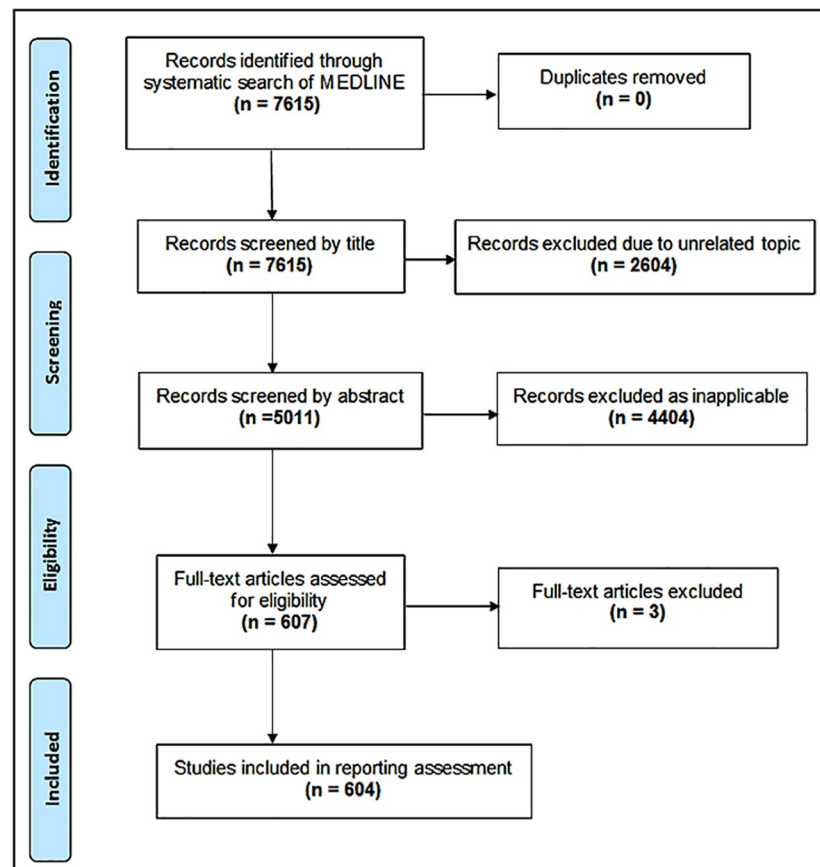 Identification
Records identified through
systematic search of MEDLINE
(n = 7615)
Duplicates removed
(n = 0)
Screening
Records screened by title
(n = 7615)
Records excluded due to unrelated topic
(n = 2604)
Records screened by abstract
(n =5011)
Records excluded as inapplicable
(n = 4404)
Eligibility
Full-text articles assessed
for eligibility
(n = 607)
Full-text articles excluded
(n = 3)
Included
Studies included in reporting assessment
(n = 604)